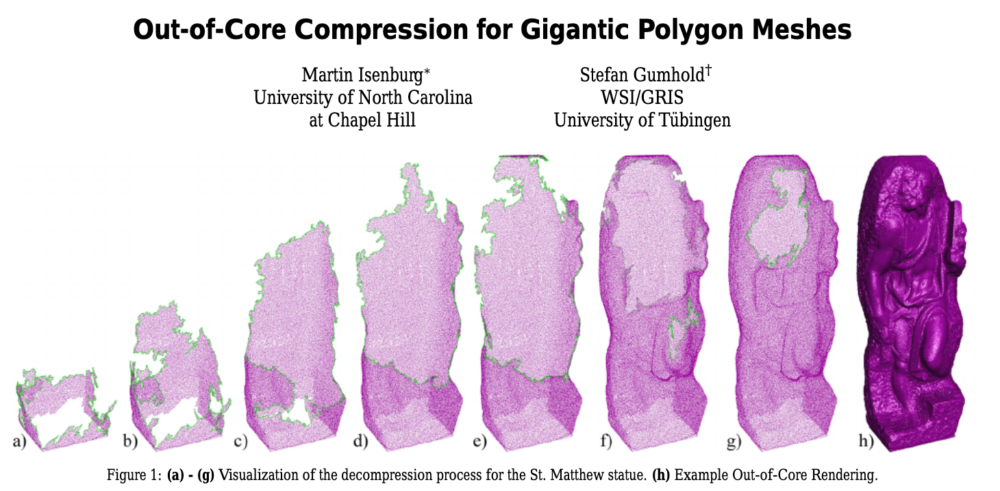 Out-of-Core Compression for Gigantic Polygon Meshes
Martin Isenburg*
University of North Carolina
at Chapel Hill
Stefan Gumhold†
WSI/GRIS
University of Tübingen
a) b) c) d) e) f) g) h)
Figure 1: (a) - (g) Visualization of the decompression process for the St. Matthew statue. (h) Example Out-of-Core Rendering.